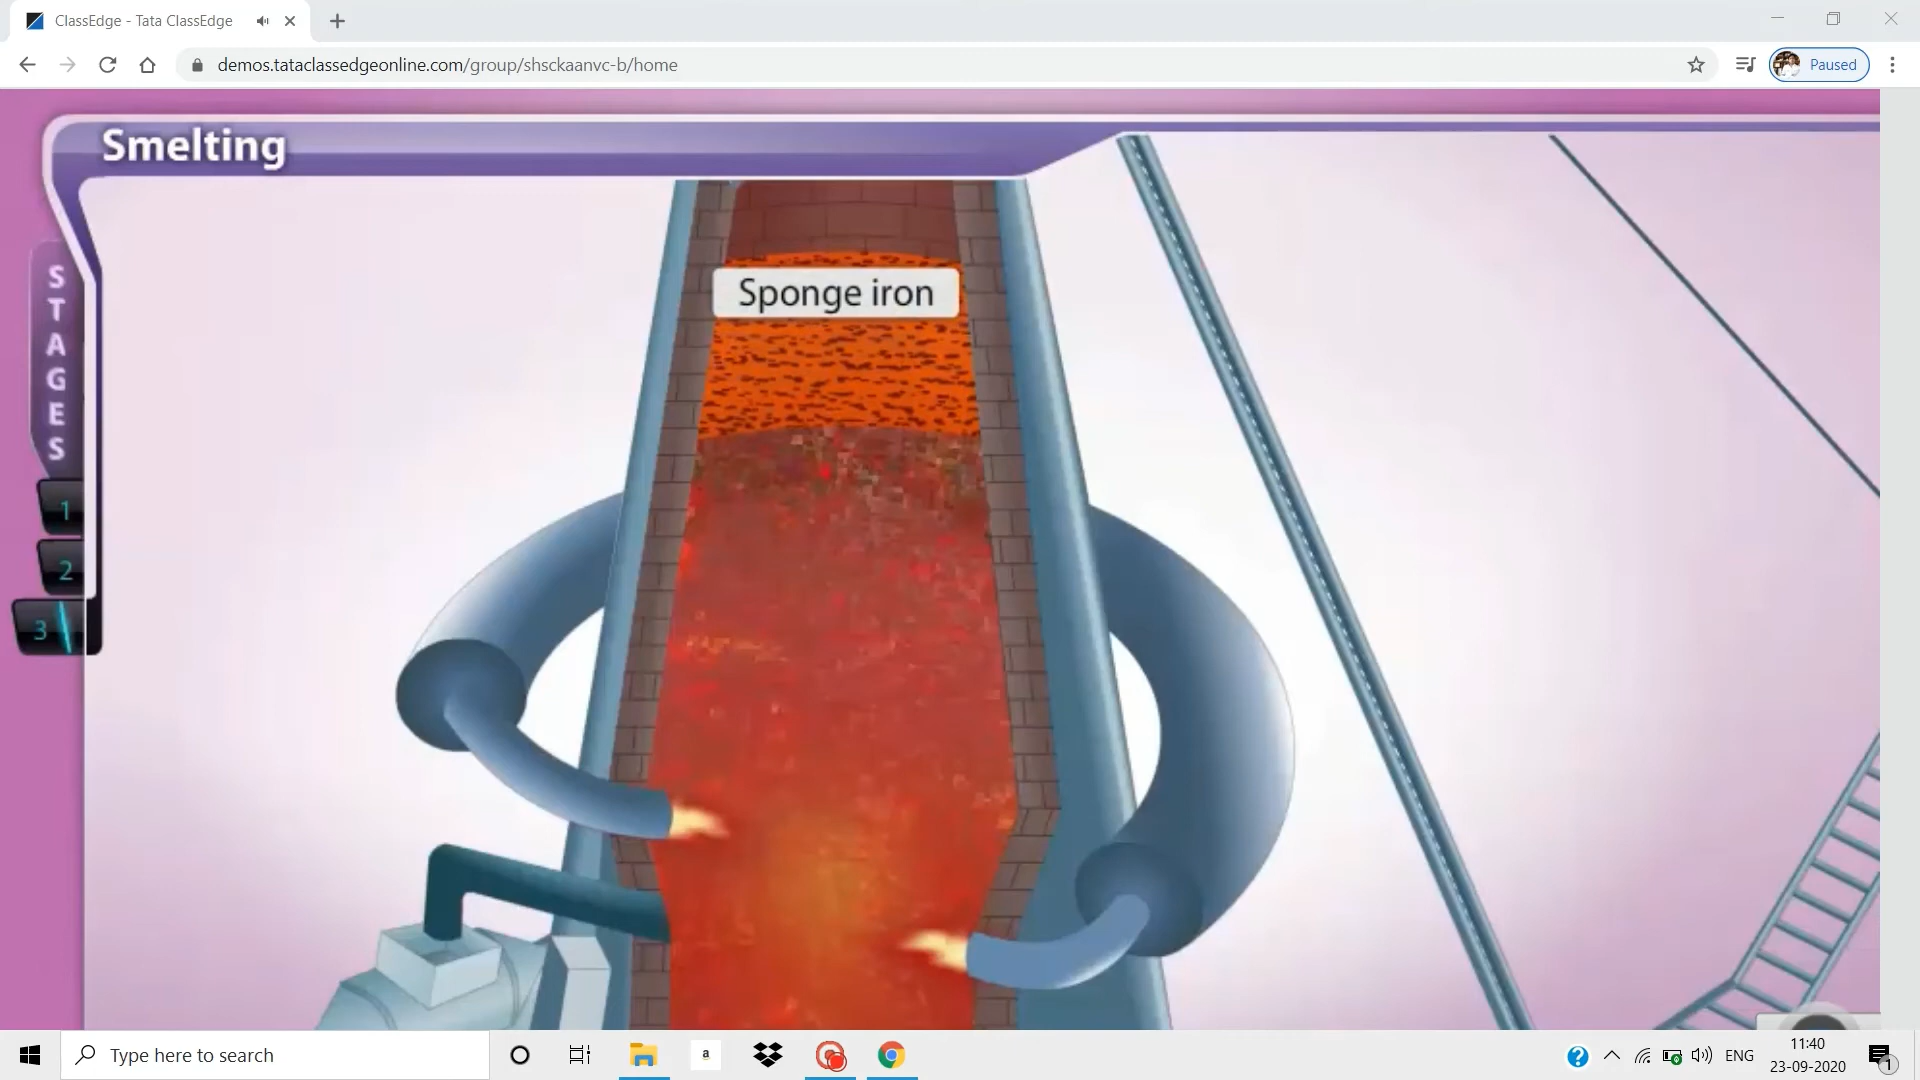 ClassEdge - Tata ClassEdge
demos.tataclassedgeonline.com/group/shsckaanvc-b/home
Paused
Smelting
Sponge iron
STAGES
1
2
3
Type here to search
a
?
ENG
11:40
23-09-2020
1